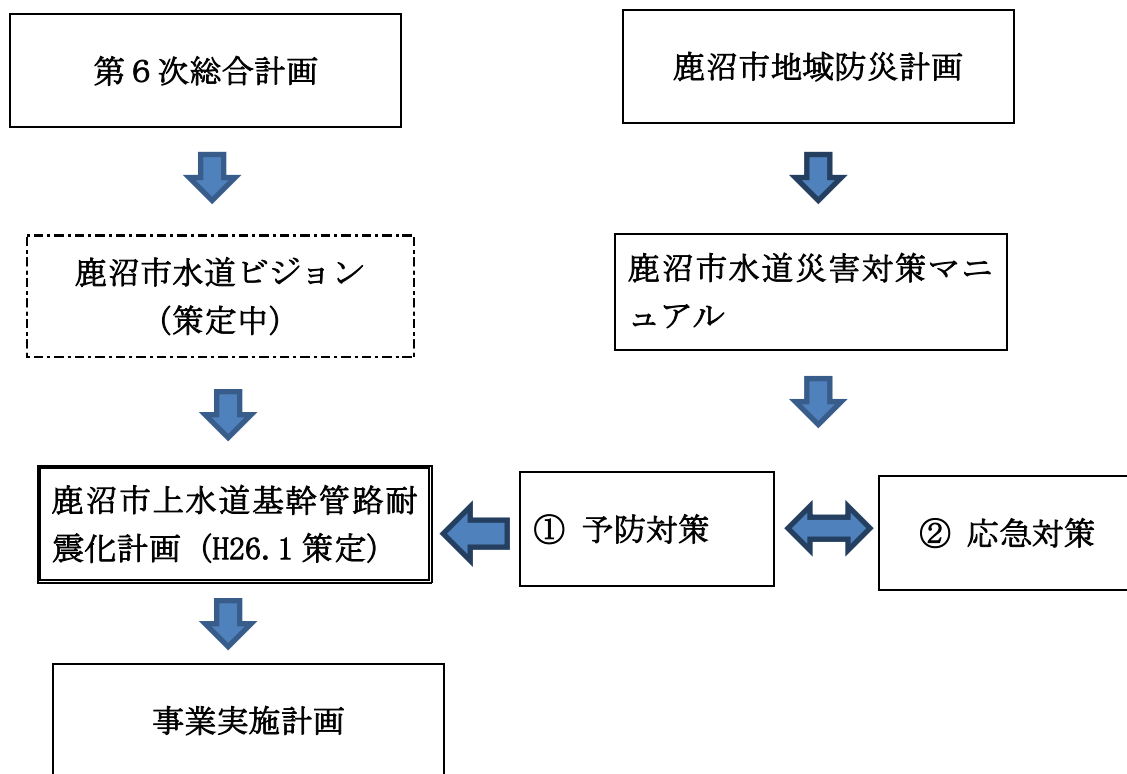 第６次総合計画
鹿沼市地域防災計画
鹿沼市水道ビジョン
（策定中）
鹿沼市水道災害対策マニ
ュアル
鹿沼市上水道基幹管路耐
震化計画（H26.1 策定）
① 予防対策
② 応急対策
事業実施計画